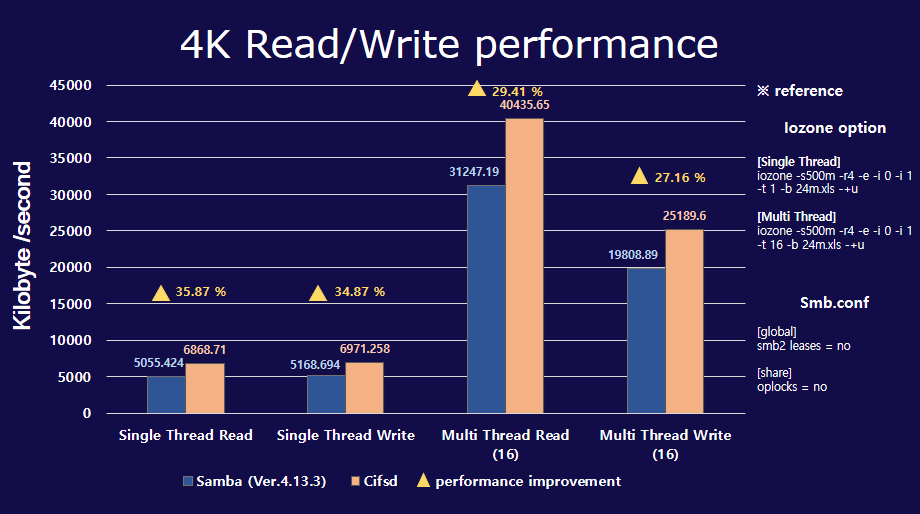 4K Read/Write performance
Kilobyte /second
45000
40000
35000
30000
25000
20000
15000
10000
5000
0
35.87 %
5055.424
6868.71
34.87 %
5168.694
6971.258
29.41 %
40435.65
31247.19
27.16 %
25189.6
19808.89
Single Thread Read
Single Thread Write
Multi Thread Read
(16)
Multi Thread Write
(16)
Samba (Ver.4.13.3)
Cifsd
performance improvement
※ reference
Iozone option
[Single Thread]
iozone -s500m -r4 -e -i 0 -i 1
-t 1 -b 24m.xls -+u
[Multi Thread]
iozone -s500m -r4 -e -i 0 -i 1
-t 16 -b 24m.xls -+u
Smb.conf
[global]
smb2 leases = no
[share]
oplocks = no